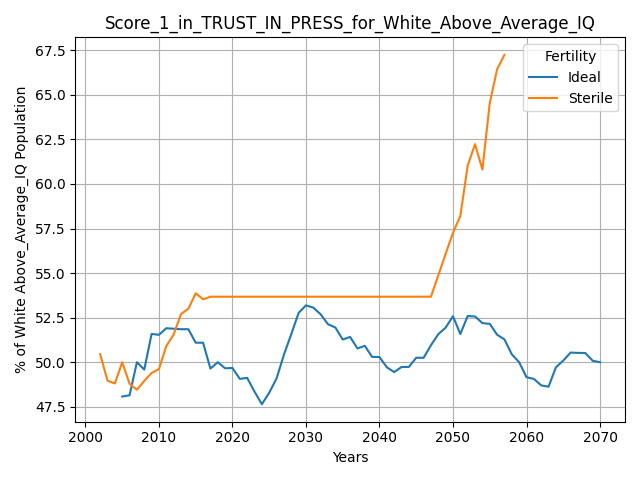 Score_1_in_TRUST_IN_PRESS_for_White_Above_Average_IQ
% of White Above_Average_IQ Population
67.5
65.0
62.5
60.0
57.5
55.0
52.5
50.0
47.5
Fertility
Ideal
Sterile
2000 2010 2020 2030 2040 2050 2060 2070
Years